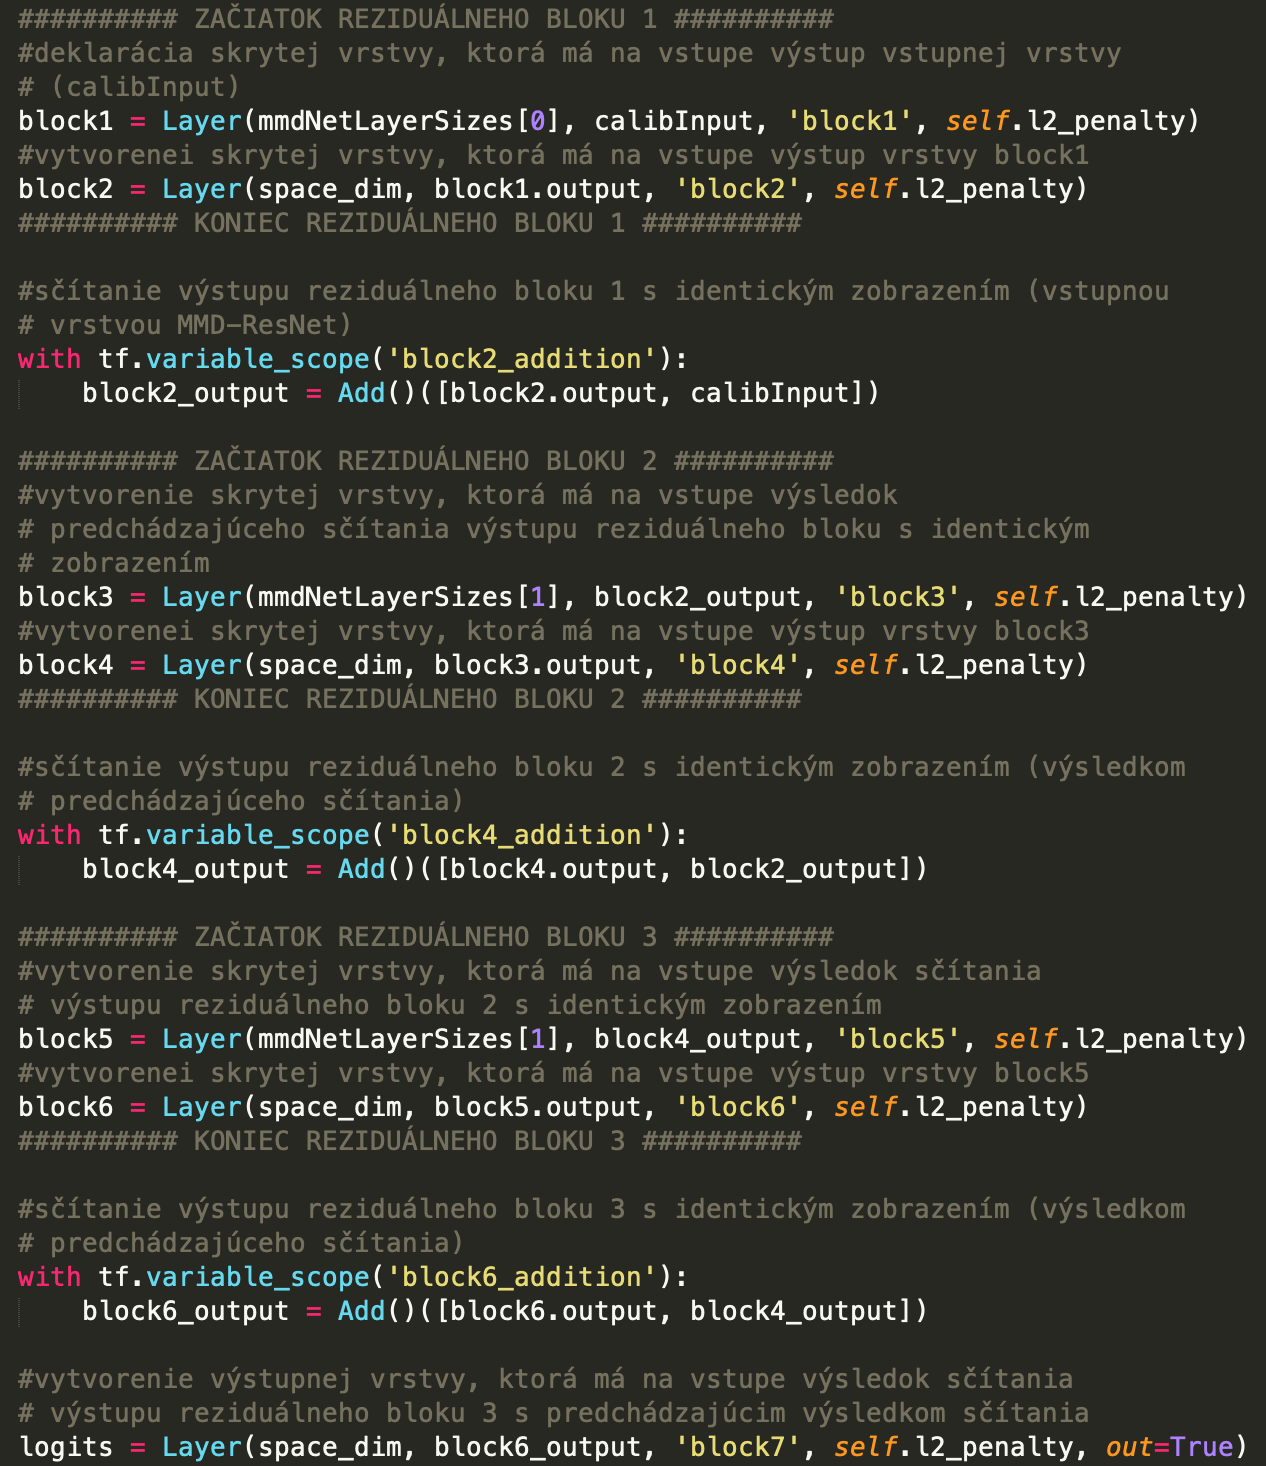 ########## ZAČIATOK REZIDUÁLNEHO BLOKU 1 ##########
#deklarácia skrytej vrstvy, ktorá má na vstupe výstup vstupnej vrstvy
# (calibInput)
block1 = Layer(mmdNetLayerSizes[0], calibInput, 'block1', self.l2_penalty)
#vytvorenei skrytej vrstvy, ktorá má na vstupe výstup vrstvy block1
block2 = Layer(space_dim, block1.output, 'block2', self.l2_penalty)
########## KONIEC REZIDUÁLNEHO BLOKU 1 ##########

#sčítanie výstupu reziduálneho bloku 1 s identickým zobrazením (vstupnou
# vrstvou MMD-ResNet)
with tf.variable_scope('block2_addition'):
    block2_output = Add()([block2.output, calibInput])

########## ZAČIATOK REZIDUÁLNEHO BLOKU 2 ##########
#vytvorenie skrytej vrstvy, ktorá má na vstupe výsledok
# predchádzajúceho sčítania výstupu reziduálneho bloku s identickým
# zobrazením
block3 = Layer(mmdNetLayerSizes[1], block2_output, 'block3', self.l2_penalty)
#vytvorenei skrytej vrstvy, ktorá má na vstupe výstup vrstvy block3
block4 = Layer(space_dim, block3.output, 'block4', self.l2_penalty)
########## KONIEC REZIDUÁLNEHO BLOKU 2 ##########

#sčítanie výstupu reziduálneho bloku 2 s identickým zobrazením (výsledkom
# predchádzajúceho sčítania)
with tf.variable_scope('block4_addition'):
    block4_output = Add()([block4.output, block2_output])

########## ZAČIATOK REZIDUÁLNEHO BLOKU 3 ##########
#vytvorenie skrytej vrstvy, ktorá má na vstupe výsledok sčítania
# výstupu reziduálneho bloku 2 s identickým zobrazením
block5 = Layer(mmdNetLayerSizes[1], block4_output, 'block5', self.l2_penalty)
#vytvorenei skrytej vrstvy, ktorá má na vstupe výstup vrstvy block5
block6 = Layer(space_dim, block5.output, 'block6', self.l2_penalty)
########## KONIEC REZIDUÁLNEHO BLOKU 3 ##########

#sčítanie výstupu reziduálneho bloku 3 s identickým zobrazením (výsledkom
# predchádzajúceho sčítania)
with tf.variable_scope('block6_addition'):
    block6_output = Add()([block6.output, block4_output])

#vytvorenie výstupnej vrstvy, ktorá má na vstupe výsledok sčítania
# výstupu reziduálneho bloku 3 s predchádzajúcim výsledkom sčítania
logits = Layer(space_dim, block6_output, 'block7', self.l2_penalty, out=True)